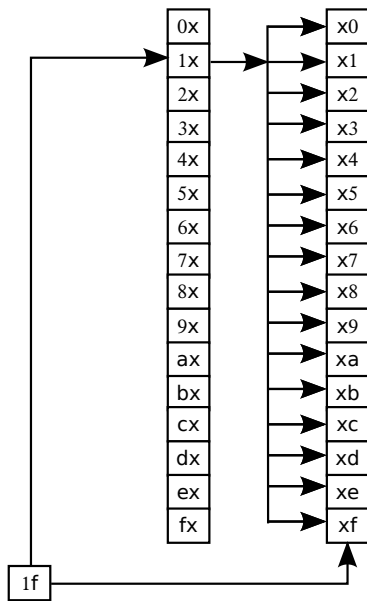 0x x0
1x x1
2x x2
3x x3
4x x4
5x x5
6x x6
7x x7
8x x8
9x x9
ax xa
bx xb
cx xc
dx xd
ex xe
fx xf
1f